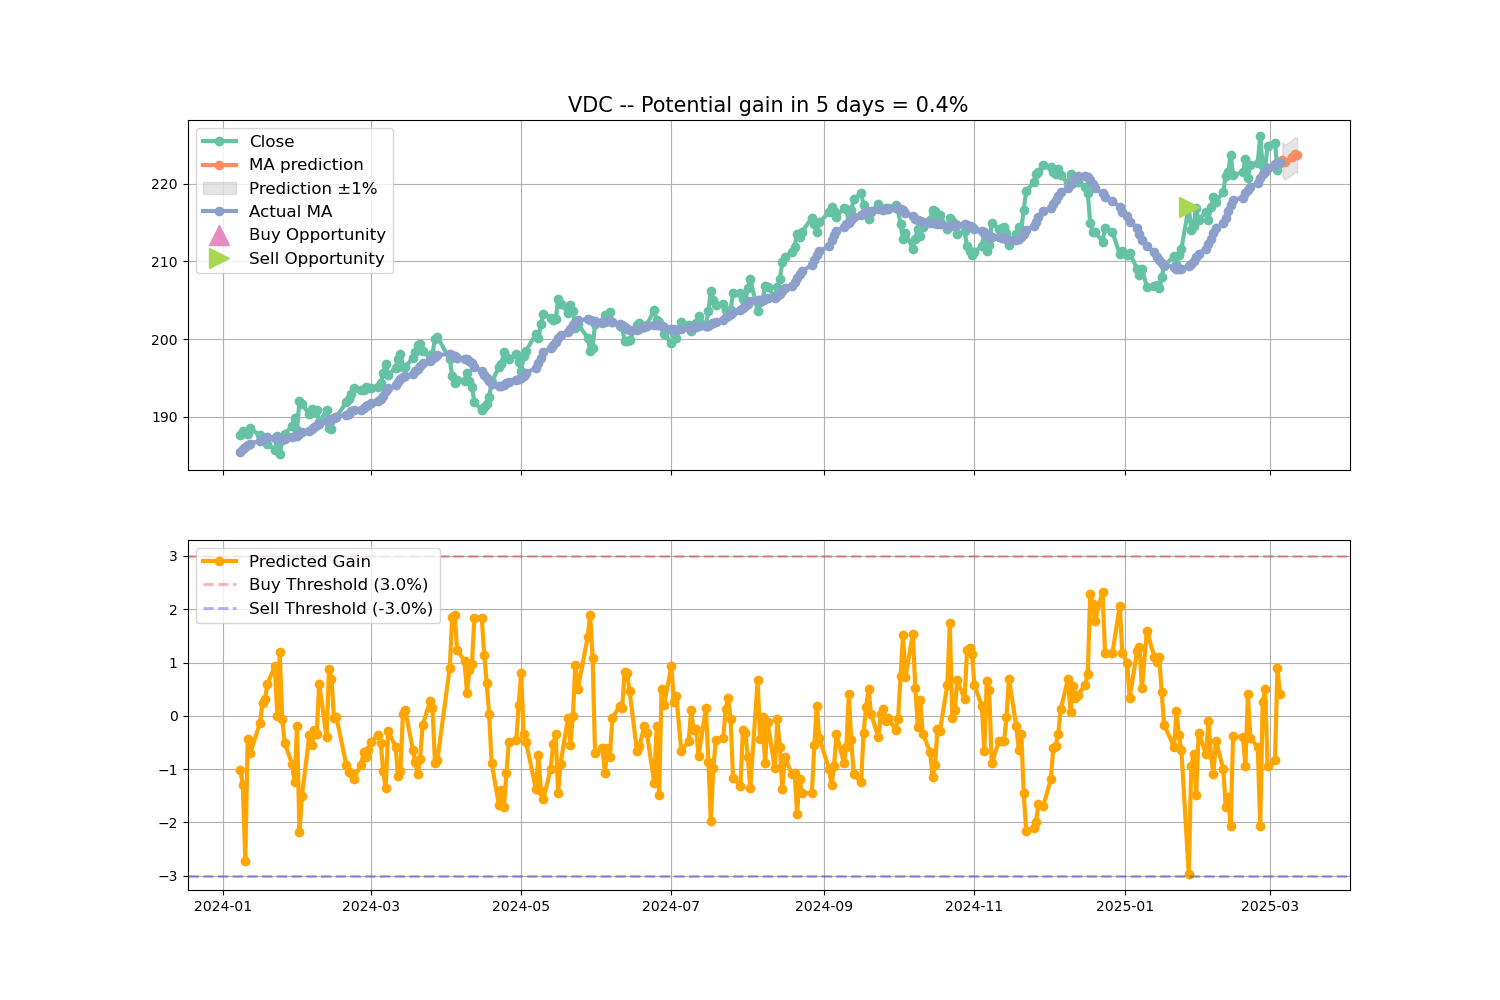 VDC -- Potential gain in 5 days = 0.4%
Close
MA prediction
Prediction ±1%
Actual MA
Buy Opportunity
Sell Opportunity
220
210
200
190
Predicted Gain
Buy Threshold (3.0%)
Sell Threshold (-3.0%)
3
2
1
0
−1
−2
−3
2024-01 2024-03 2024-05 2024-07 2024-09 2024-11 2025-01 2025-03